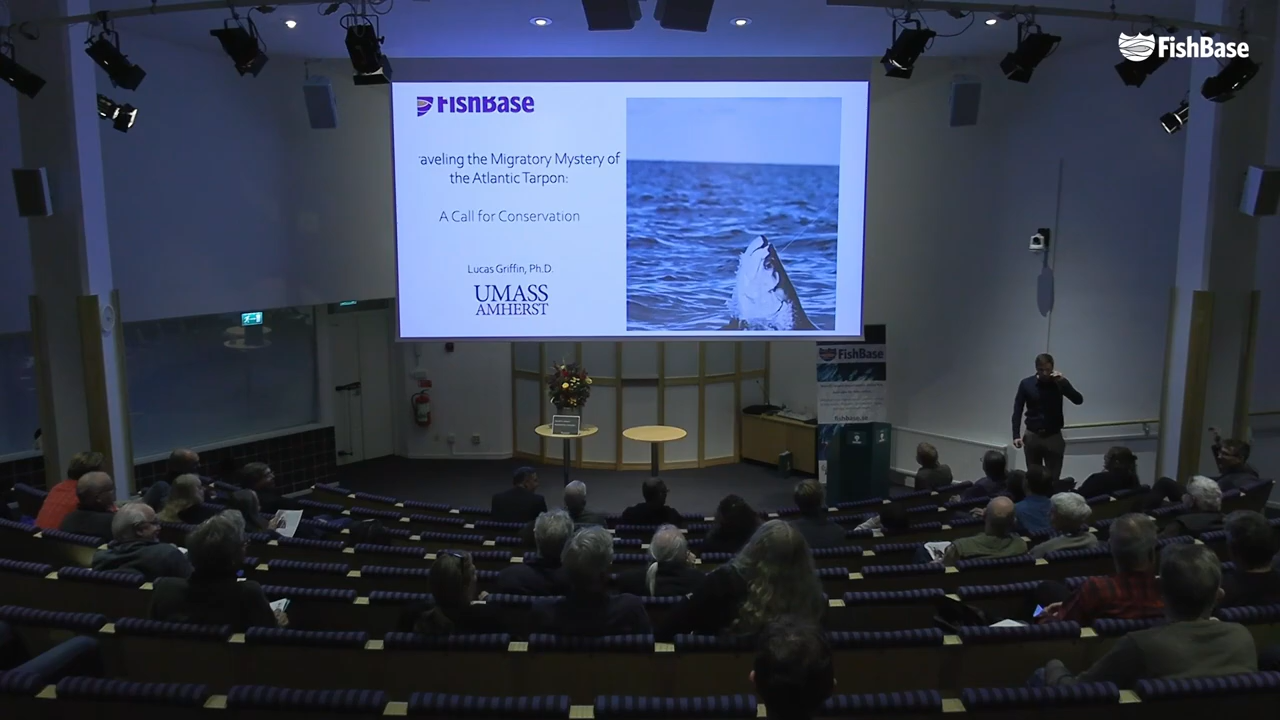 FishBase
FishBase
aveling the Migratory Mystery of
the Atlantic Tarpon:
A Call for Conservation
Lucas Griffin, Ph.D.
UMASS
AMHERST
FishBase
fishbase.se